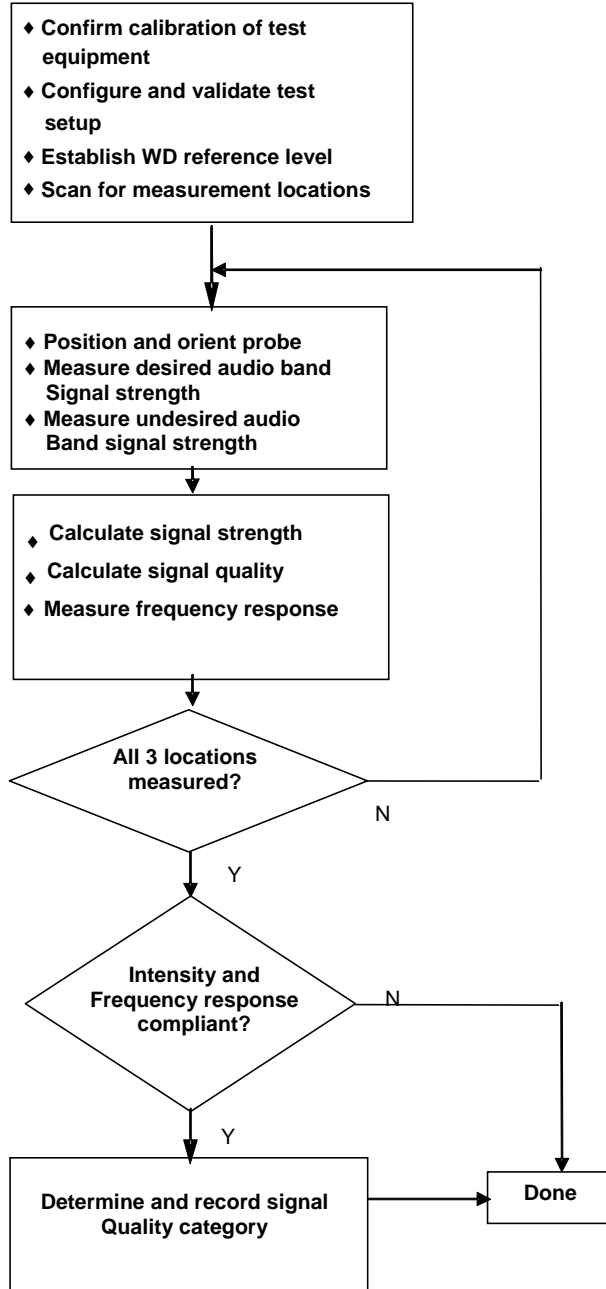 ♦ Confirm calibration of test
equipment
♦ Configure and validate test
setup
♦ Establish WD reference level
♦ Scan for measurement locations
♦ Position and orient probe
♦ Measure desired audio band
Signal strength
♦ Measure undesired audio
Band signal strength
♦ Calculate signal strength
♦ Calculate signal quality
♦ Measure frequency response
All 3 locations
measured?
N
Y
Intensity and
Frequency response
compliant?
N
Y
Determine and record signal
Quality category
Done